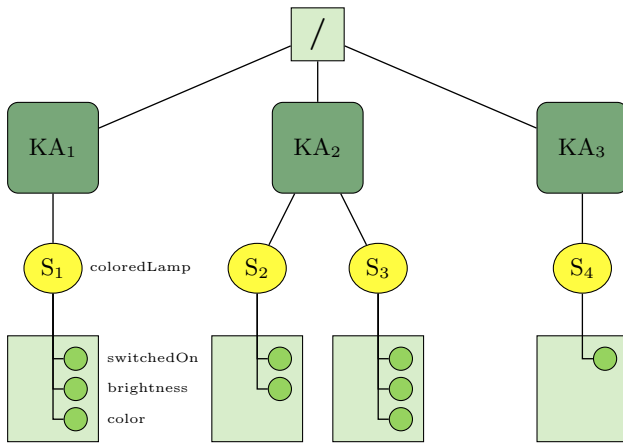 /
KA₁
KA₂
KA₃
S₁
coloredLamp
S₂
S₃
S₄
switchedOn
brightness
color